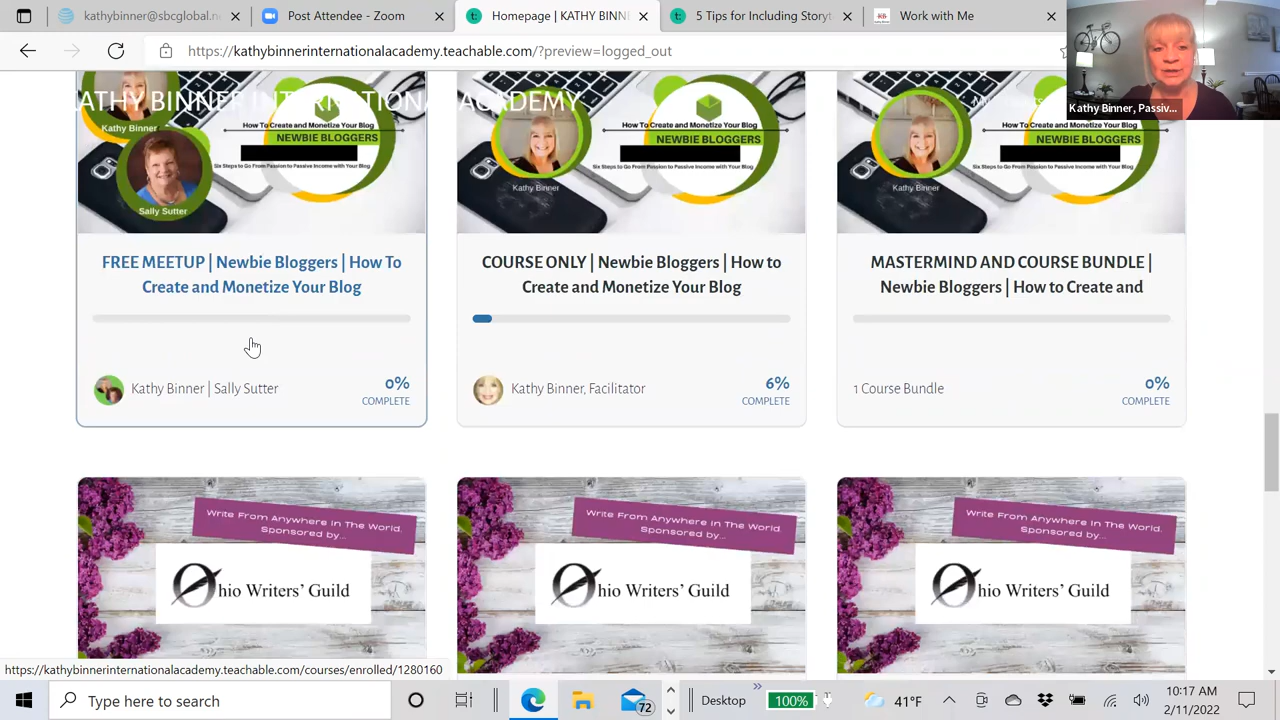 kathybinner@sbcglobal.n
Post Attendee - Zoom
Homepage | KATHY BINN
5 Tips for Including Storyt
Work with Me
https://kathybinnerinternationalacademy.teachable.com/?preview=logged_out
Kathy Binner, Passiv...
KATHY BINNER INTERNATIONAL ACADEMY
Kathy Binner
Sally Sutter
How To Create and Monetize Your Blog
NEWBIE BLOGGERS
Six Steps to Go From Passion to Passive Income with Your Blog
Kathy Binner
How To Create and Monetize Your Blog
NEWBIE BLOGGERS
Six Steps to Go From Passion to Passive Income with Your Blog
Kathy Binner
How To Create and Monetize Your Blog
NEWBIE BLOGGERS
Six Steps to Go From Passion to Passive Income with Your Blog
FREE MEETUP | Newbie Bloggers | How To
Create and Monetize Your Blog
Kathy Binner | Sally Sutter
0%
COMPLETE
COURSE ONLY | Newbie Bloggers | How to
Create and Monetize Your Blog
Kathy Binner, Facilitator
6%
COMPLETE
MASTERMIND AND COURSE BUNDLE |
Newbie Bloggers | How to Create and
1 Course Bundle
0%
COMPLETE
Write From Anywhere in The World.
Sponsored by...
Ohio Writers' Guild
Write From Anywhere in The World.
Sponsored by...
Ohio Writers' Guild
Write From Anywhere in The World.
Sponsored by...
Ohio Writers' Guild
https://kathybinnerinternationalacademy.teachable.com/courses/enrolled/1280160
Type here to search
72
Desktop
100%
41°F
10:17 AM
2/11/2022